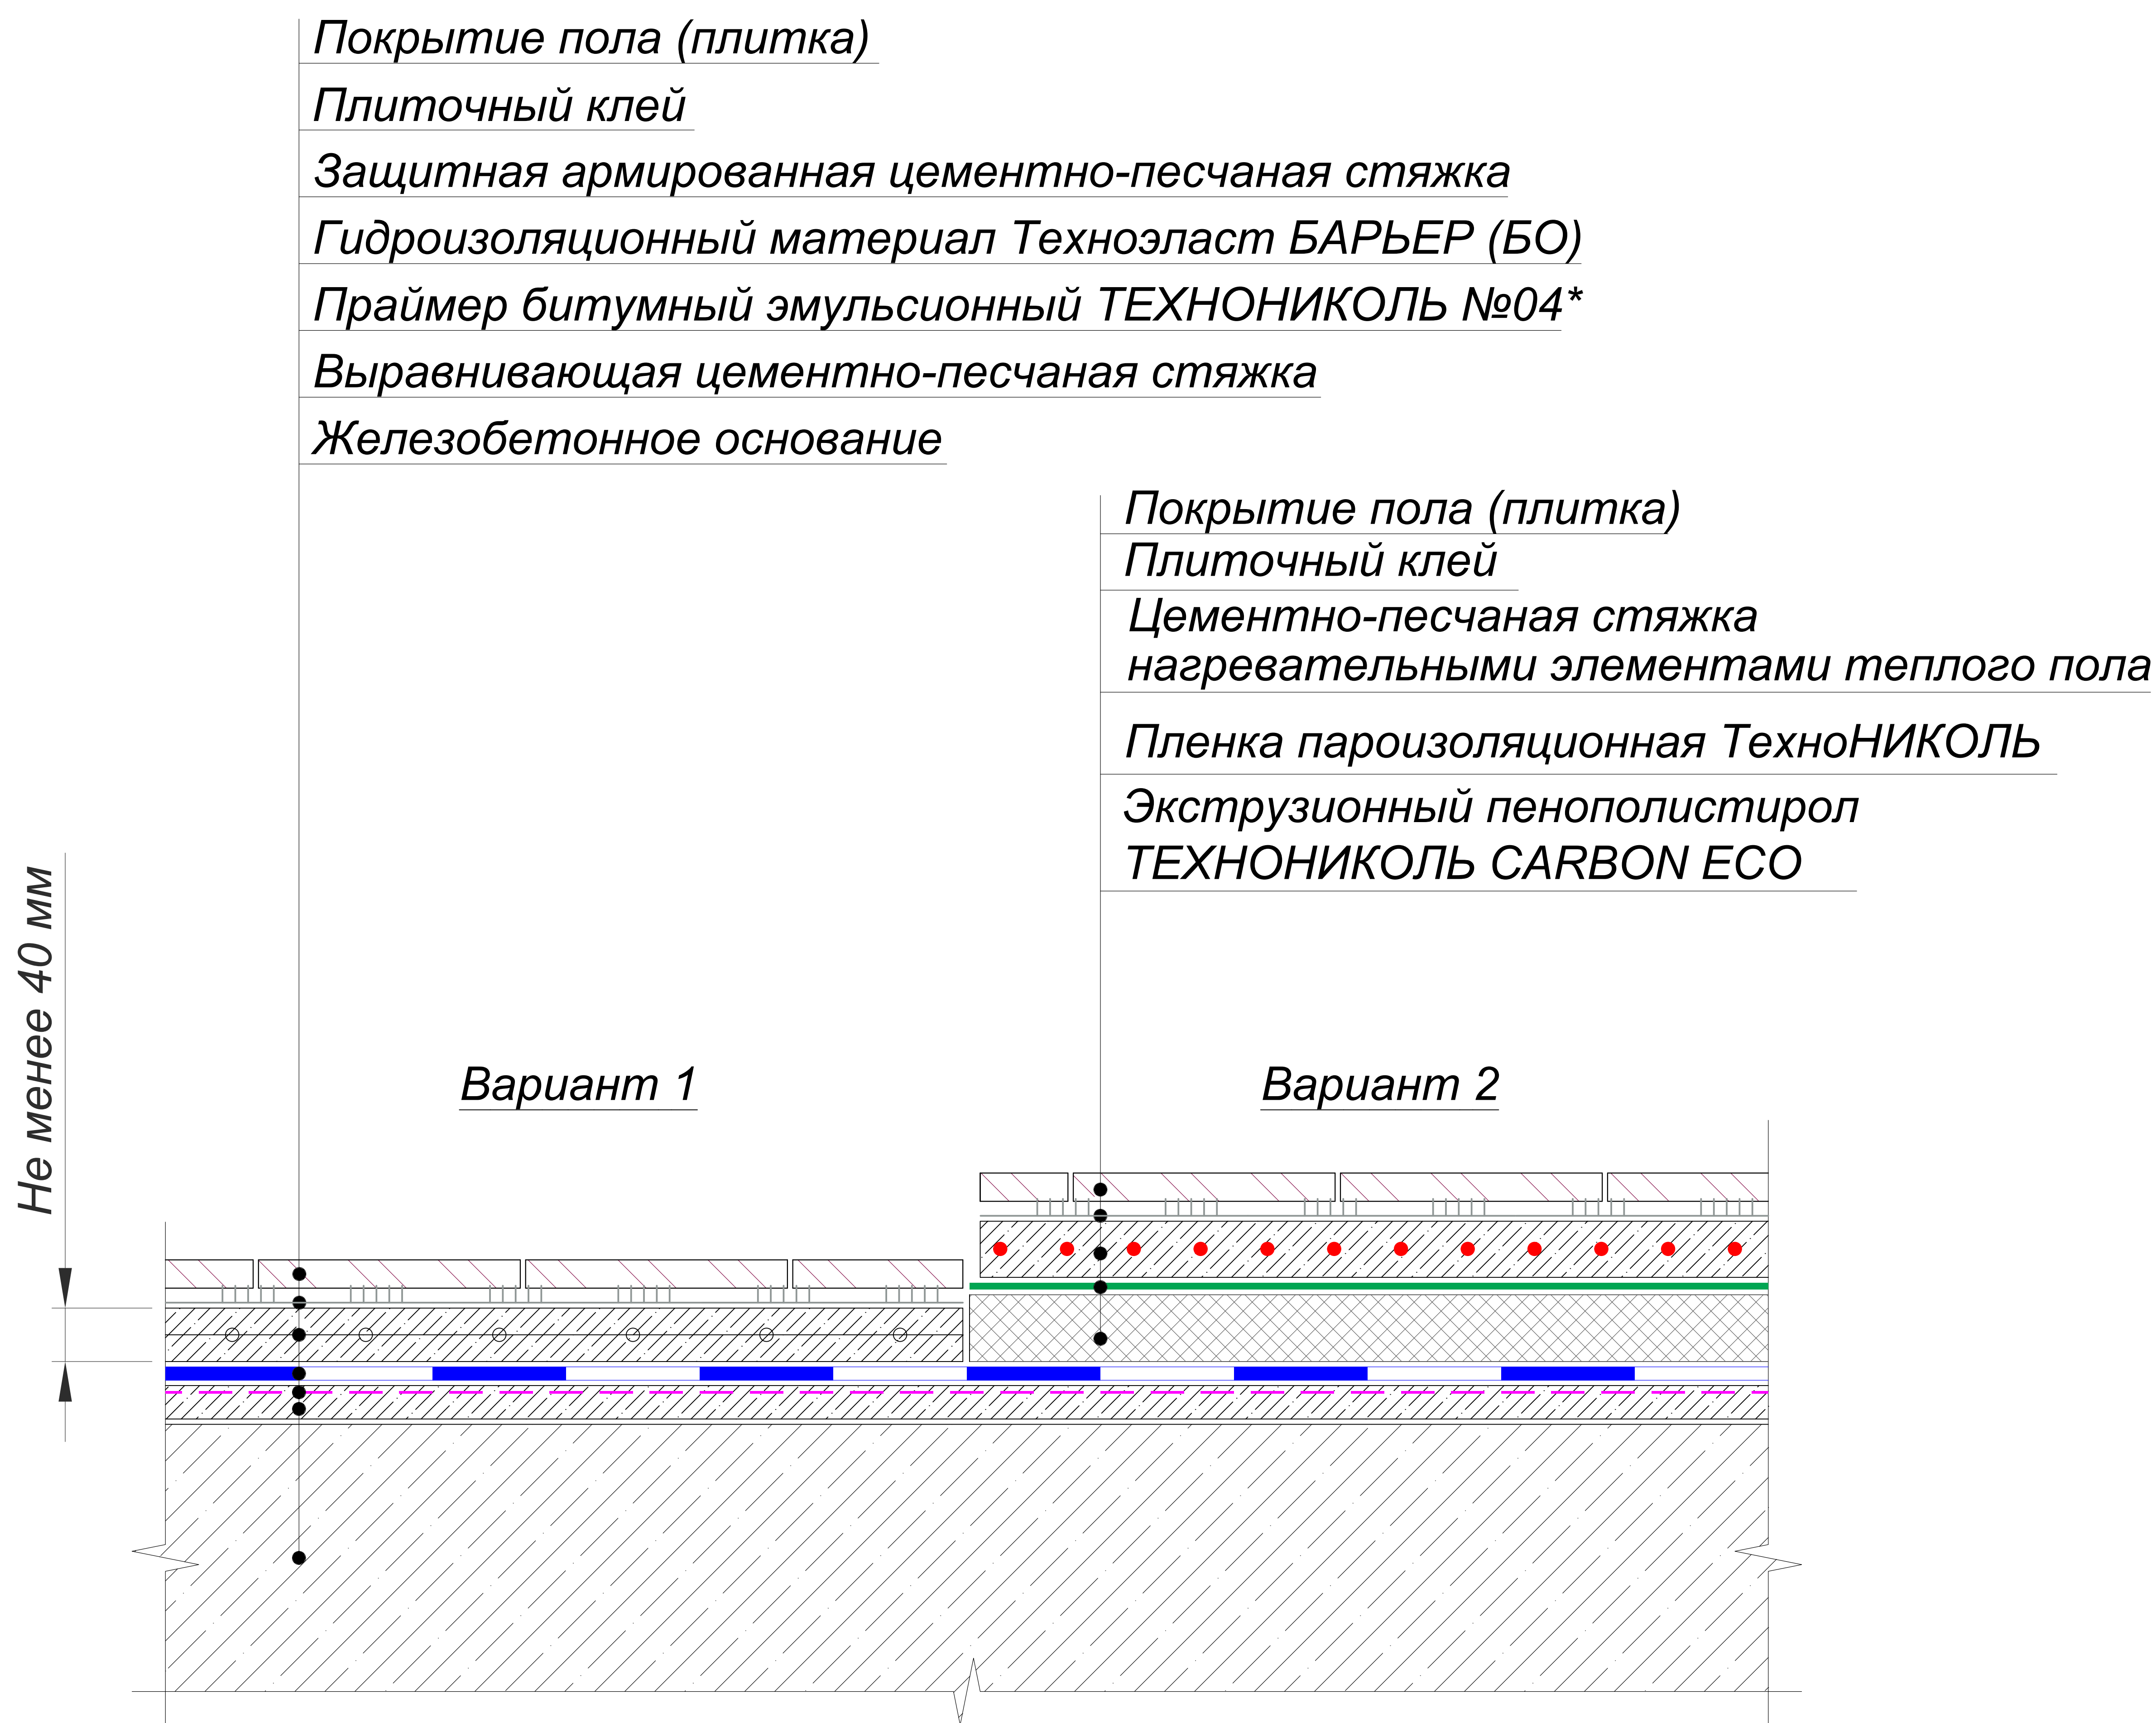 Покрытие пола (плитка)
Плиточный клей
Защитная армированная цементно-песчаная стяжка
Гидроизоляционный материал Техноэласт БАРЬЕР (БО)
Праймер битумный эмульсионный ТЕХНОНИКОЛЬ №04*
Выравнивающая цементно-песчаная стяжка
Железобетонное основание
Покрытие пола (плитка)
Плиточный клей
Цементно-песчаная стяжка
нагревательными элементами теплого пола
Пленка пароизоляционная ТехноНИКОЛЬ
Экструзионный пенополистирол
ТЕХНОНИКОЛЬ CARBON ECO
Не менее 40 мм
Вариант 1
Вариант 2